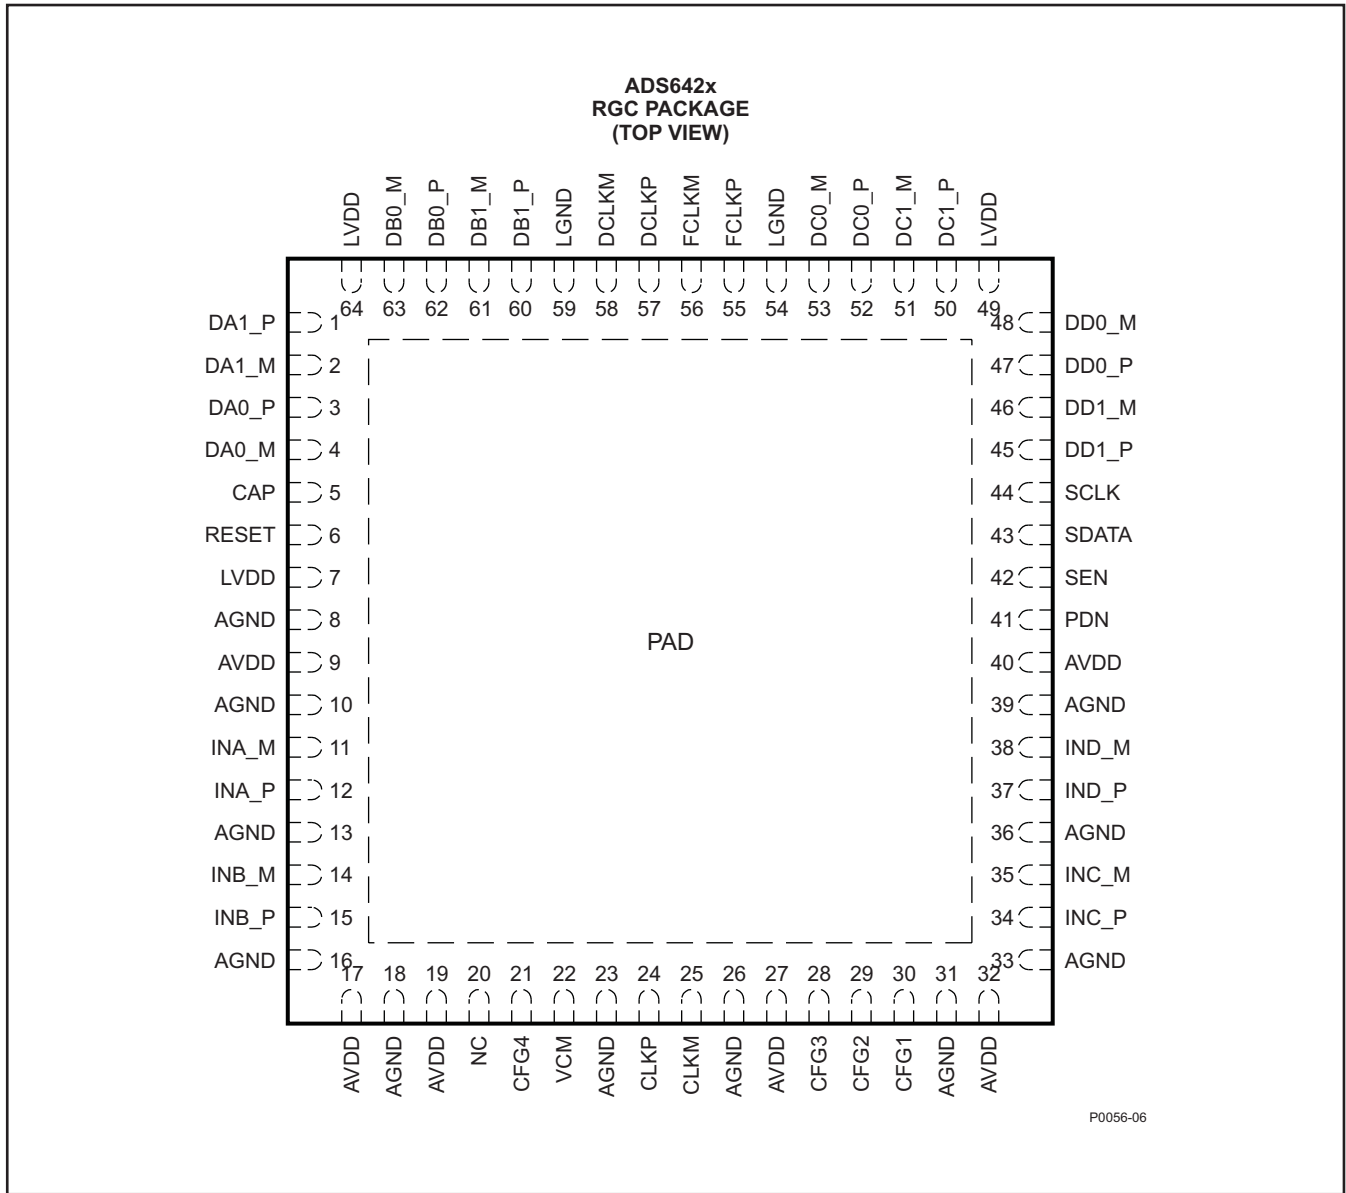 ADS642x
RGC PACKAGE
(TOP VIEW)
LVDD
DB0_M
DB0_P
DB1_M
DB1_P
LGND
DCLKM
DCLKP
FCLKM
FCLKP
LGND
DC0_M
DC0_P
DC1_M
DC1_P
LVDD
64 63 62 61 60 59 58 57 56 55 54 53 52 51 50 49
DA1_P 1 48 DD0_M
DA1_M 2 47 DD0_P
DA0_P 3 46 DD1_M
DA0_M 4 45 DD1_P
CAP 5 44 SCLK
RESET 6 43 SDATA
LVDD 7 42 SEN
AGND 8 41 PDN
PAD
AVDD 9 40 AVDD
AGND 10 39 AGND
INA_M 11 38 IND_M
INA_P 12 37 IND_P
AGND 13 36 AGND
INB_M 14 35 INC_M
INB_P 15 34 INC_P
AGND 16 33 AGND
17 18 19 20 21 22 23 24 25 26 27 28 29 30 31 32
AVDD
AGND
AVDD
NC
CFG4
VCM
AGND
CLKP
CLKM
AGND
AVDD
CFG3
CFG2
CFG1
AGND
AVDD
P0056-06